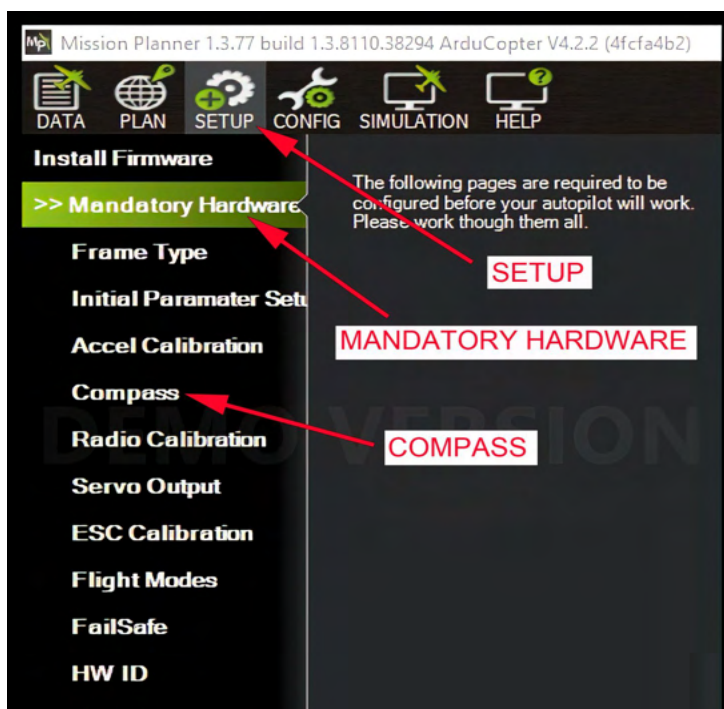 Mp Mission Planner 1.3.77 build 1.3.8110.38294 ArduCopter V4.2.2 (4fcfa4b2)
DATA PLAN SETUP CONFIG SIMULATION HELP
Install Firmware
>> Mandatory Hardware
Frame Type
Initial Paramater Setu
Accel Calibration
Compass
Radio Calibration
Servo Output
ESC Calibration
Flight Modes
FailSafe
HW ID
The following pages are required to be
configured before your autopilot will work.
Please work though them all.
SETUP
MANDATORY HARDWARE
COMPASS
DEMO VERSION